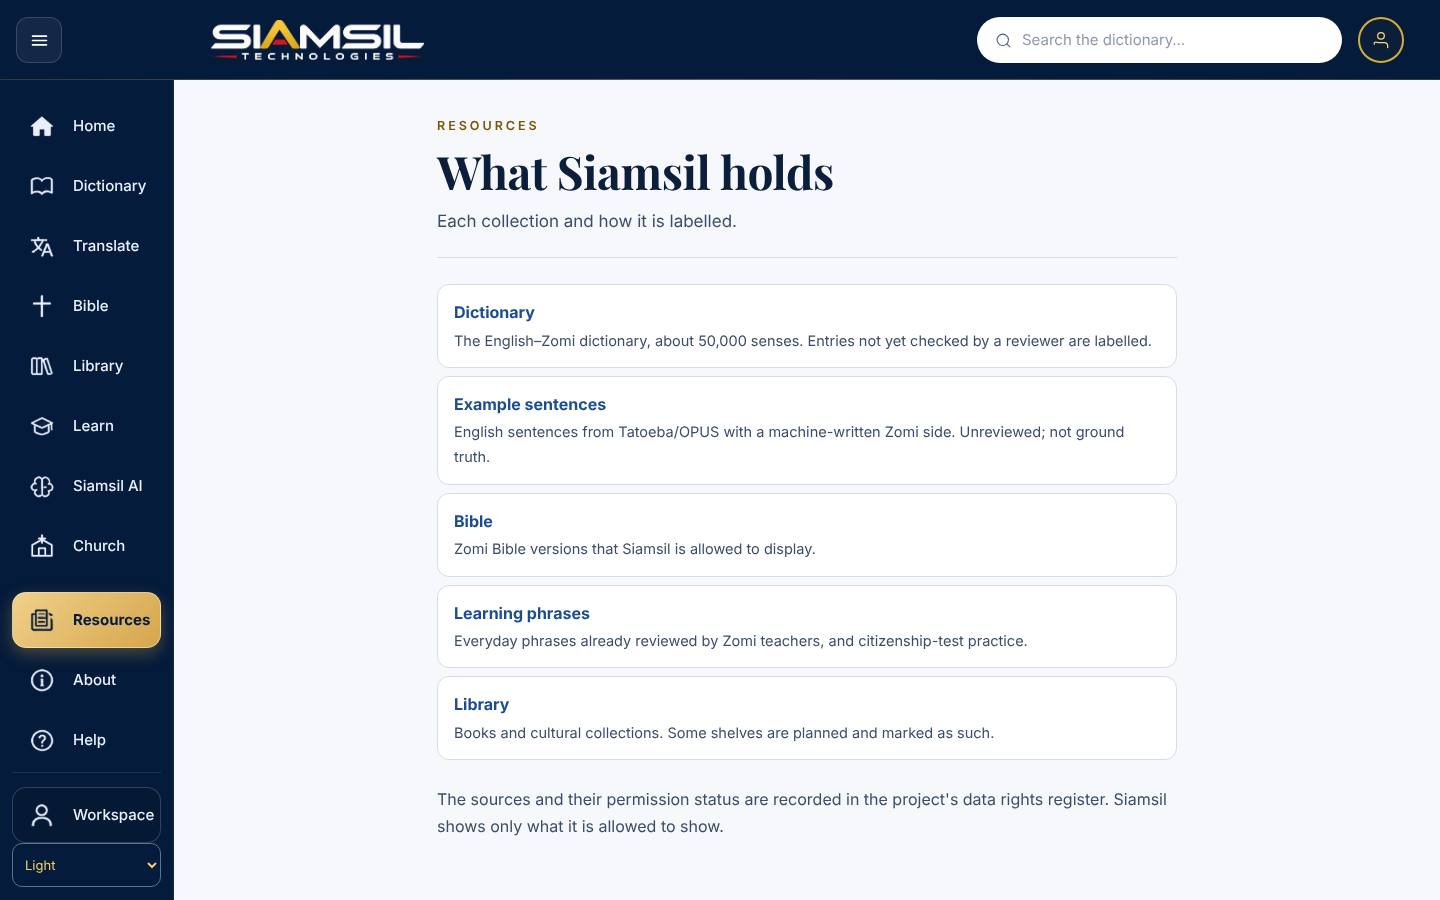 SIAMSIL
TECHNOLOGIES
Search the dictionary...
Home
Dictionary
Translate
Bible
Library
Learn
Siamsil AI
Church
Resources
About
Help
Workspace
Light
RESOURCES
What Siamsil holds
Each collection and how it is labelled.
Dictionary
The English–Zomi dictionary, about 50,000 senses. Entries not yet checked by a reviewer are labelled.
Example sentences
English sentences from Tatoeba/OPUS with a machine-written Zomi side. Unreviewed; not ground
truth.
Bible
Zomi Bible versions that Siamsil is allowed to display.
Learning phrases
Everyday phrases already reviewed by Zomi teachers, and citizenship-test practice.
Library
Books and cultural collections. Some shelves are planned and marked as such.
The sources and their permission status are recorded in the project's data rights register. Siamsil
shows only what it is allowed to show.